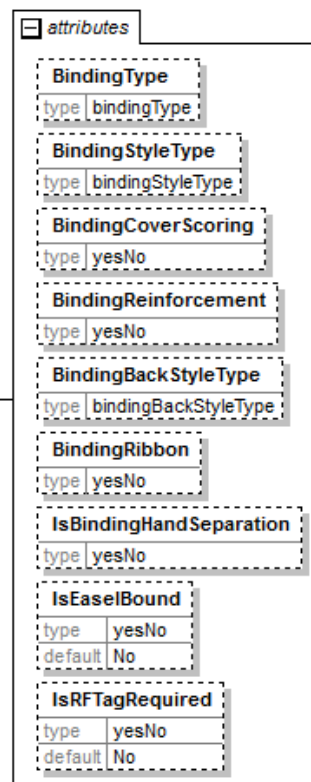 attributes
BindingType
type bindingType
BindingStyleType
type bindingStyleType
BindingCoverScoring
type yesNo
BindingReinforcement
type yesNo
BindingBackStyleType
type bindingBackStyleType
BindingRibbon
type yesNo
IsBindingHandSeparation
type yesNo
IsEaselBound
type yesNo
default No
IsRFTagRequired
type yesNo
default No